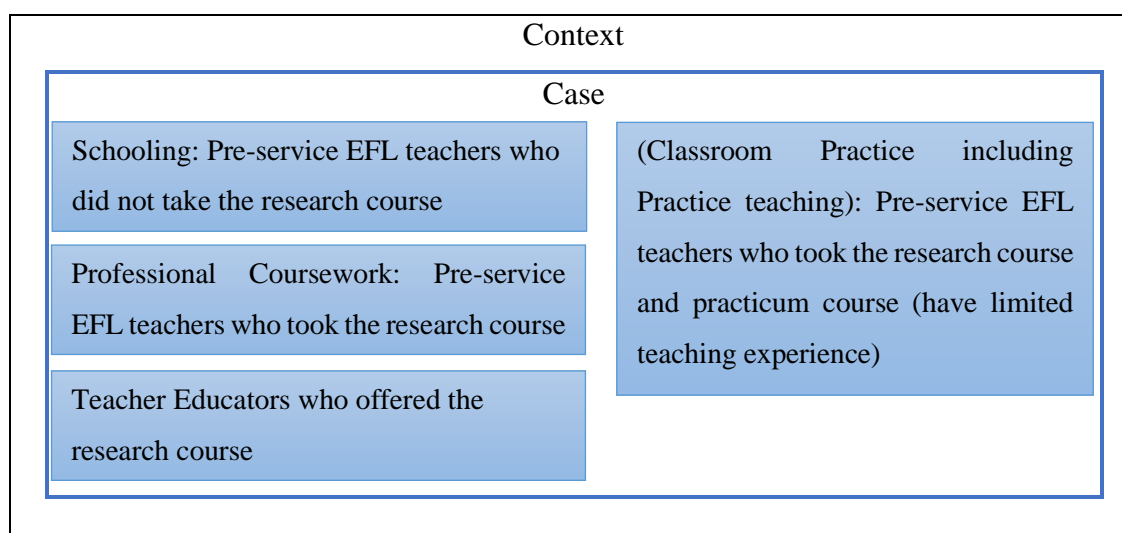 Context
Case
Schooling: Pre-service EFL teachers who
did not take the research course
Professional Coursework: Pre-service
EFL teachers who took the research course
Teacher Educators who offered the
research course
(Classroom Practice including
Practice teaching): Pre-service EFL
teachers who took the research course
and practicum course (have limited
teaching experience)